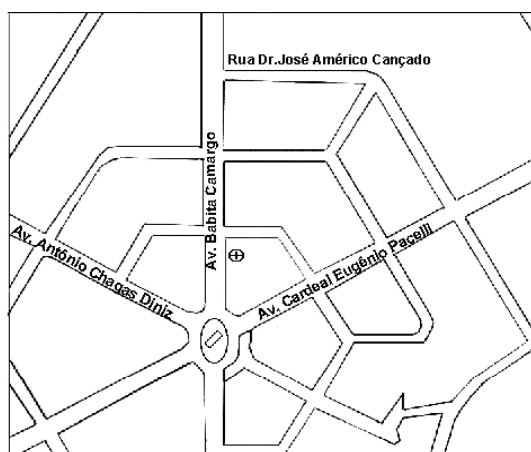 Rua Dr.José Américo Cançado
Av. Babita Camargo
Av. Antônio Chagas Diniz
Av. Cardeal Eugênio Pacelli